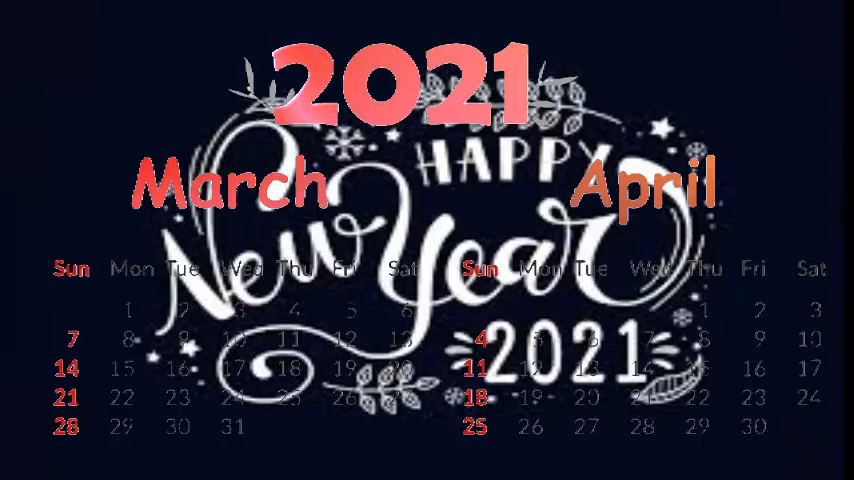 2021
March April
HAPPY
New Year
2021
Sun Mon Tue Wed Thu Fri Sat Sun Mon Tue Wed Thu Fri Sat
1 2 3 4 5 6 1 2 3
7 8 9 10 11 12 13 4 5 6 7 8 9 10
14 15 16 17 18 19 20 11 12 13 14 15 16 17
21 22 23 24 25 26 27 18 19 20 21 22 23 24
28 29 30 31 25 26 27 28 29 30